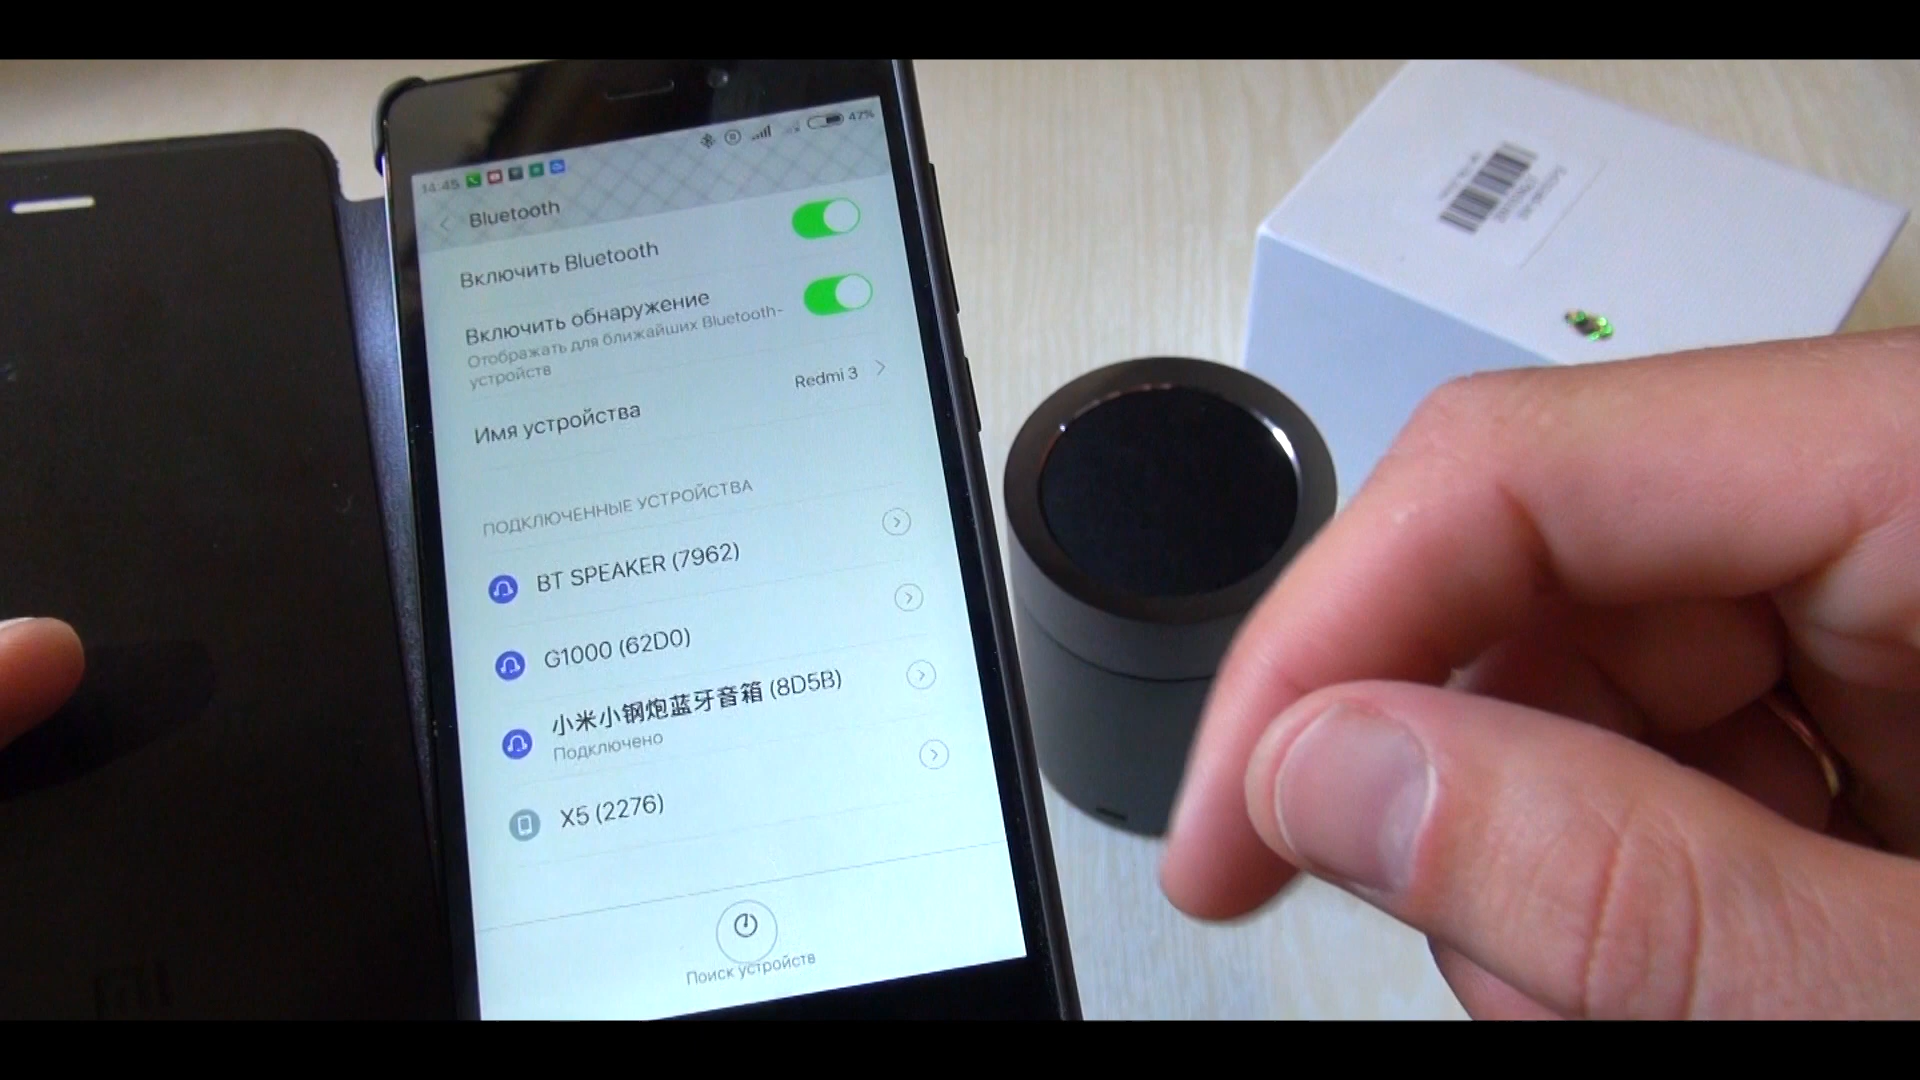 14:45
47%
Bluetooth
Включить Bluetooth
Включить обнаружение
Отображать для ближайших Bluetooth-
устройств
Имя устройства
Redmi 3
ПОДКЛЮЧЕННЫЕ УСТРОЙСТВА
BT SPEAKER (7962)
G1000 (62D0)
小米小钢炮蓝牙音箱 (8D5B)
Подключено
X5 (2276)
Поиск устройств